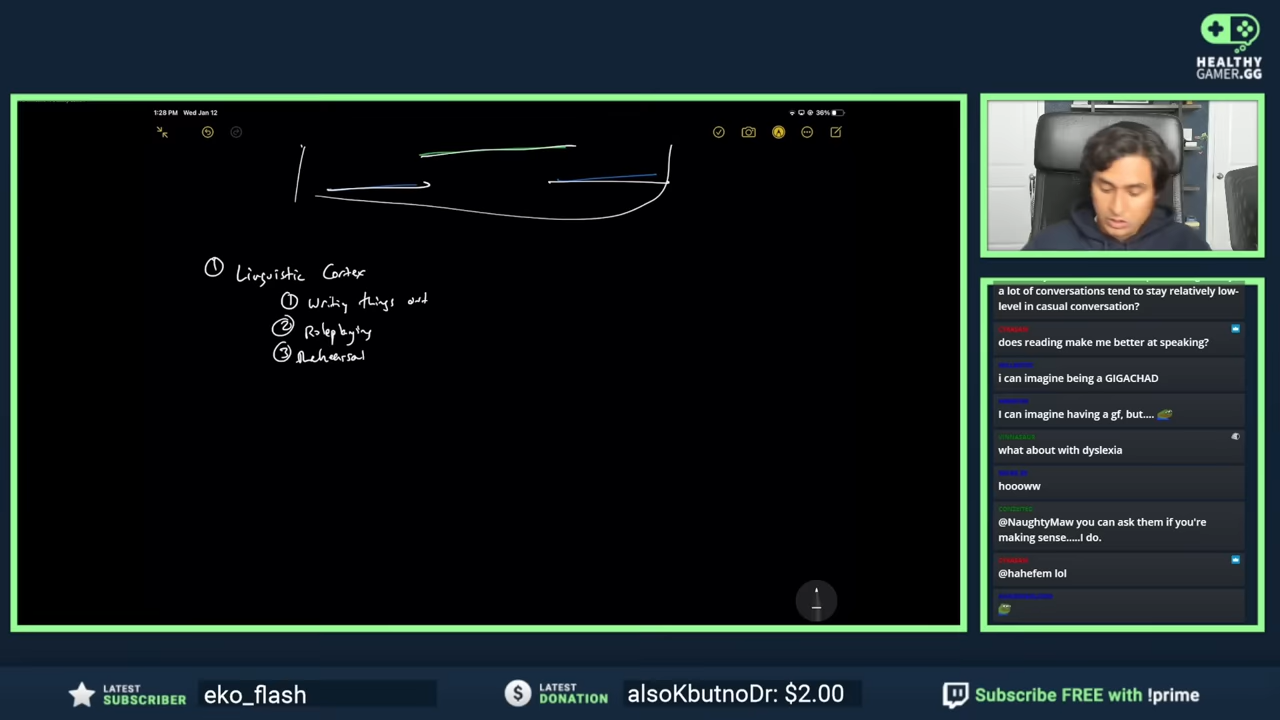 HEALTHY
GAMER.GG
1:28 PM Wed Jan 12
36%
① Linguistic Cortex
① Writing things out
② Roleplaying
③ Rehearsal
a lot of conversations tend to stay relatively low-
level in casual conversation?
does reading make me better at speaking?
i can imagine being a GIGACHAD
I can imagine having a gf, but....
what about with dyslexia
hoooww
@NaughtyMaw you can ask them if you're
making sense.....I do.
@hahefem lol
LATEST
SUBSCRIBER
eko_flash
$
LATEST
DONATION
alsoKbutnoDr: $2.00
Subscribe FREE with !prime